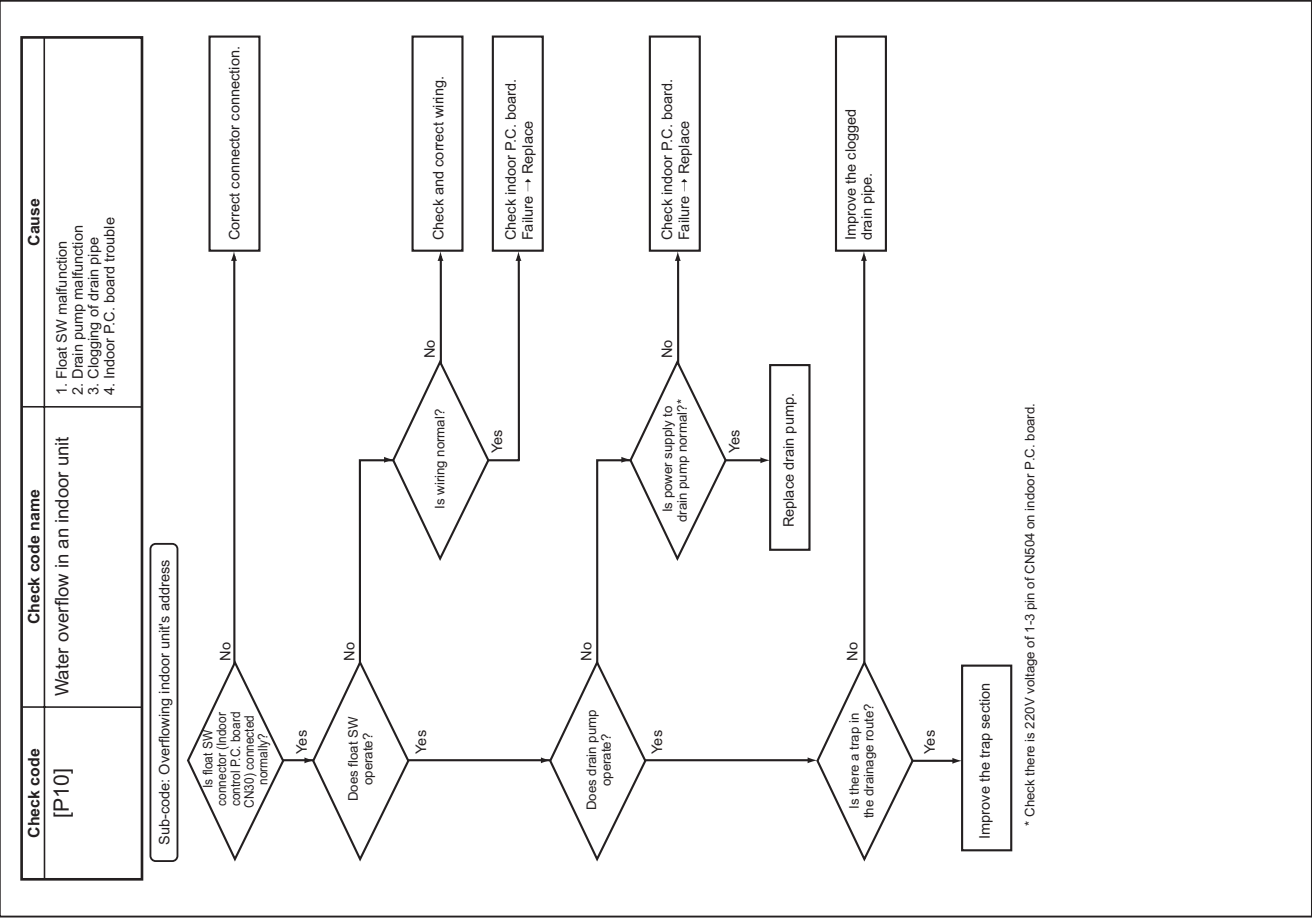 Check code
Check code name
Cause
[P10]
Water overflow in an indoor unit
1. Float SW malfunction
2. Drain pump malfunction
3. Clogging of drain pipe
4. Indoor P.C. board trouble
Sub-code: Overflowing indoor unit's address
Is float SW
connector (Indoor
control P.C. board
CN30) connected
normally?
No
Correct connector connection.
Yes
Does float SW
operate?
No
Is wiring normal?
No
Check and correct wiring.
Yes
Check indoor P.C. board.
Failure → Replace
Yes
Does drain pump
operate?
No
Is power supply to
drain pump normal?*
No
Check indoor P.C. board.
Failure → Replace
Yes
Replace drain pump.
Yes
Is there a trap in
the drainage route?
No
Improve the clogged
drain pipe.
Yes
Improve the trap section
* Check there is 220V voltage of 1-3 pin of CN504 on indoor P.C. board.